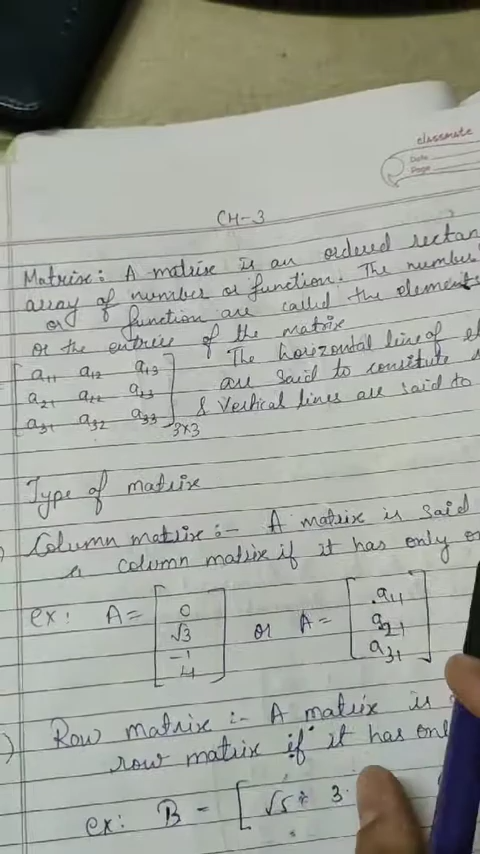 classmate
Date
Page
CH-3
Matrix: A matrix is an ordered rectan
array of number or function. The number
or function are called the elements
or the entries of the matrix
[ a11 a12 a13
a21 a22 a23
a31 a32 a33 ] 3×3
The horizontal line of el
are said to constitute
& vertical lines are said to
Type of matrix
Column matrix :- A matrix is said
a column matrix if it has only on
ex: A = [ 0 √3 -1 4 ] or A = [ a11 a21 a31 ]
Row matrix :- A matrix is
row matrix if it has onl
ex: B = [ √5 3